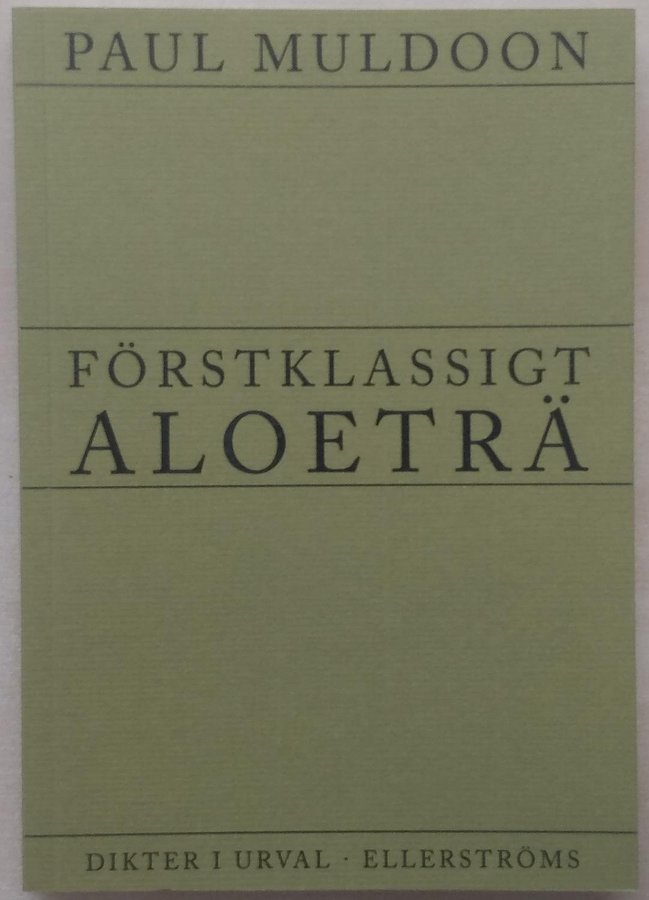 PAUL MULDOON
FÖRSTKLASSIGT
ALOETRÄ
DIKTER I URVAL · ELLERSTRÖMS